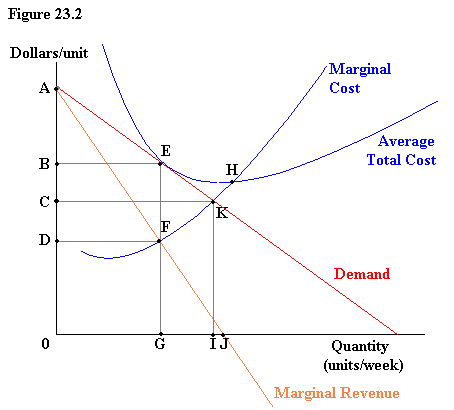 Figure 23.2
Dollars/unit
Marginal
Cost
A
Average
Total Cost
E
B
H
C
K
D
F
Demand
0
G
I
J
Quantity
(units/week)
Marginal Revenue